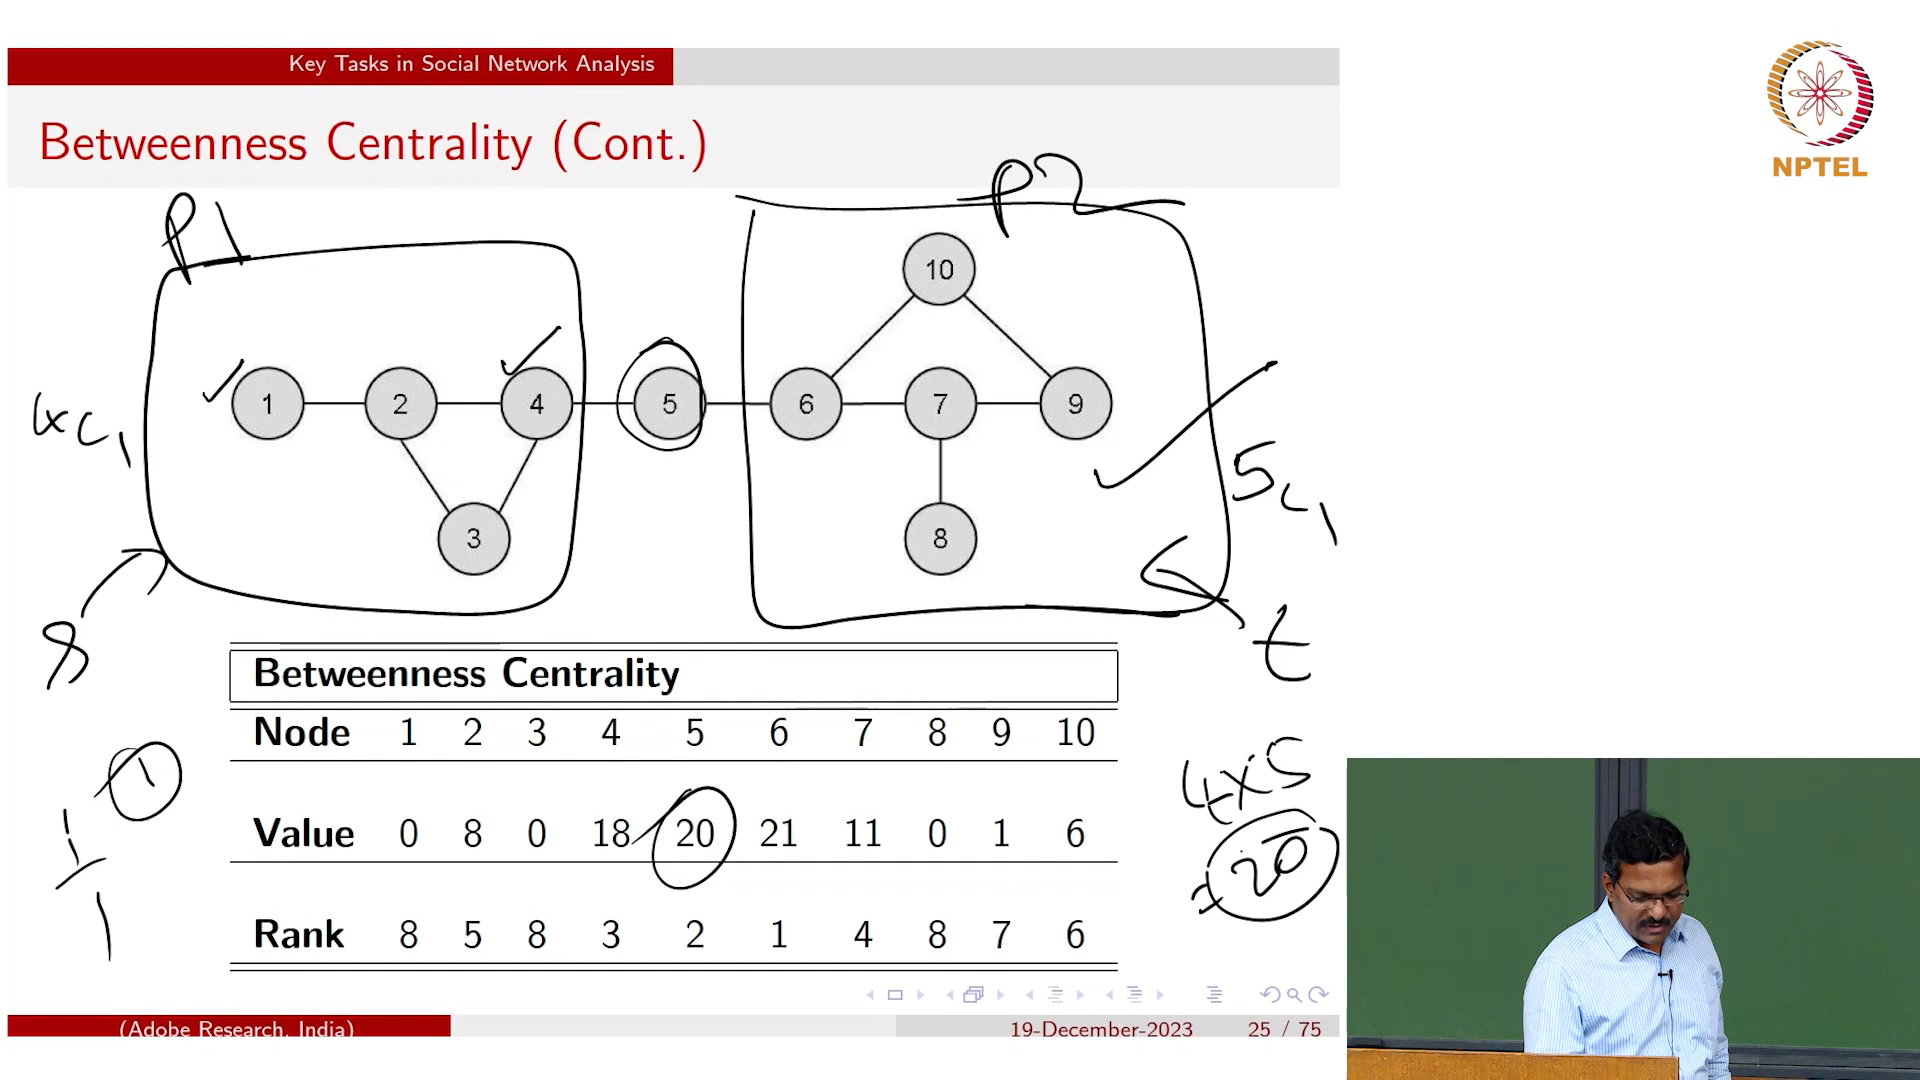 Key Tasks in Social Network Analysis
Betweenness Centrality (Cont.)
NPTEL
P1
P2
10
1 2 4 5 6 7 9
3 8
4C1
5C1
s
t
Betweenness Centrality
Node 1 2 3 4 5 6 7 8 9 10
Value 0 8 0 18 20 21 11 0 1 6
Rank 8 5 8 3 2 1 4 8 7 6
1
1
1
4x5
= 20
(Adobe Research, India)
19-December-2023 25 / 75